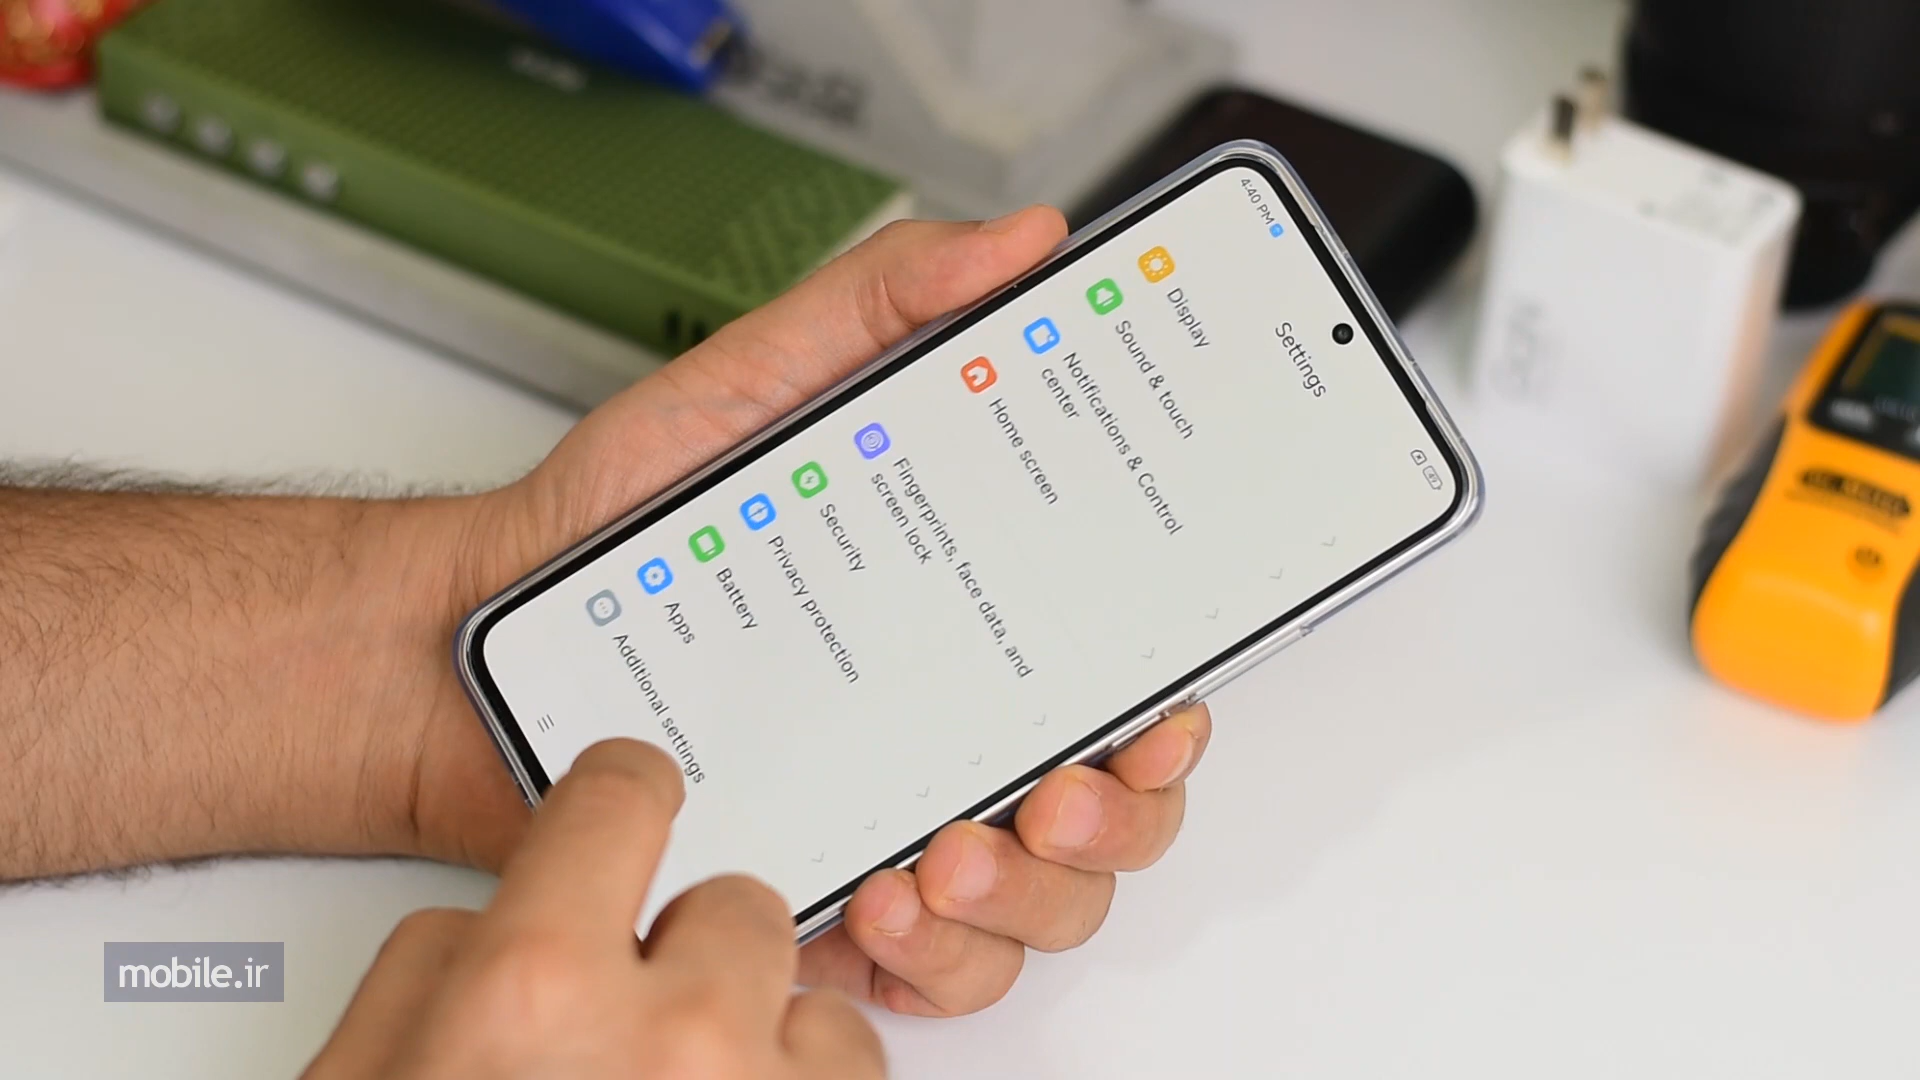 4:40 PM
Settings
Display
Sound & touch
Notifications & Control
center
Home screen
Fingerprints, face data, and
screen lock
Security
Privacy protection
Battery
Apps
Additional settings
mobile.ir